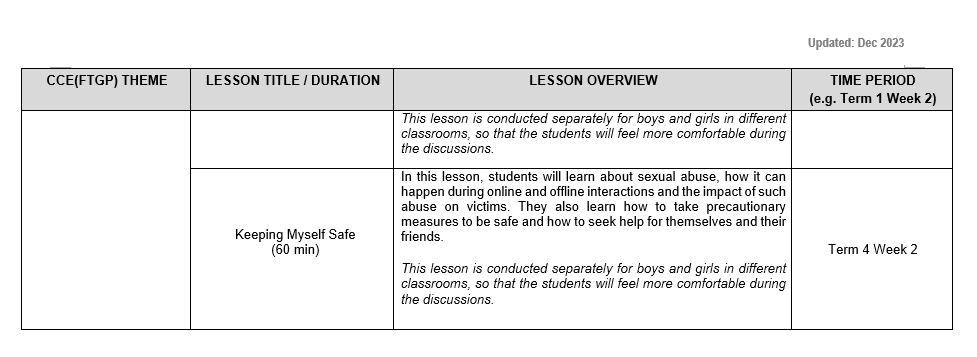 Updated: Dec 2023
CCE(FTGP) THEME
LESSON TITLE / DURATION
LESSON OVERVIEW
TIME PERIOD
(e.g. Term 1 Week 2)
This lesson is conducted separately for boys and girls in different
classrooms, so that the students will feel more comfortable during
the discussions.
Keeping Myself Safe
(60 min)
In this lesson, students will learn about sexual abuse, how it can
happen during online and offline interactions and the impact of such
abuse on victims. They also learn how to take precautionary
measures to be safe and how to seek help for themselves and their
friends.
This lesson is conducted separately for boys and girls in different
classrooms, so that the students will feel more comfortable during
the discussions.
Term 4 Week 2